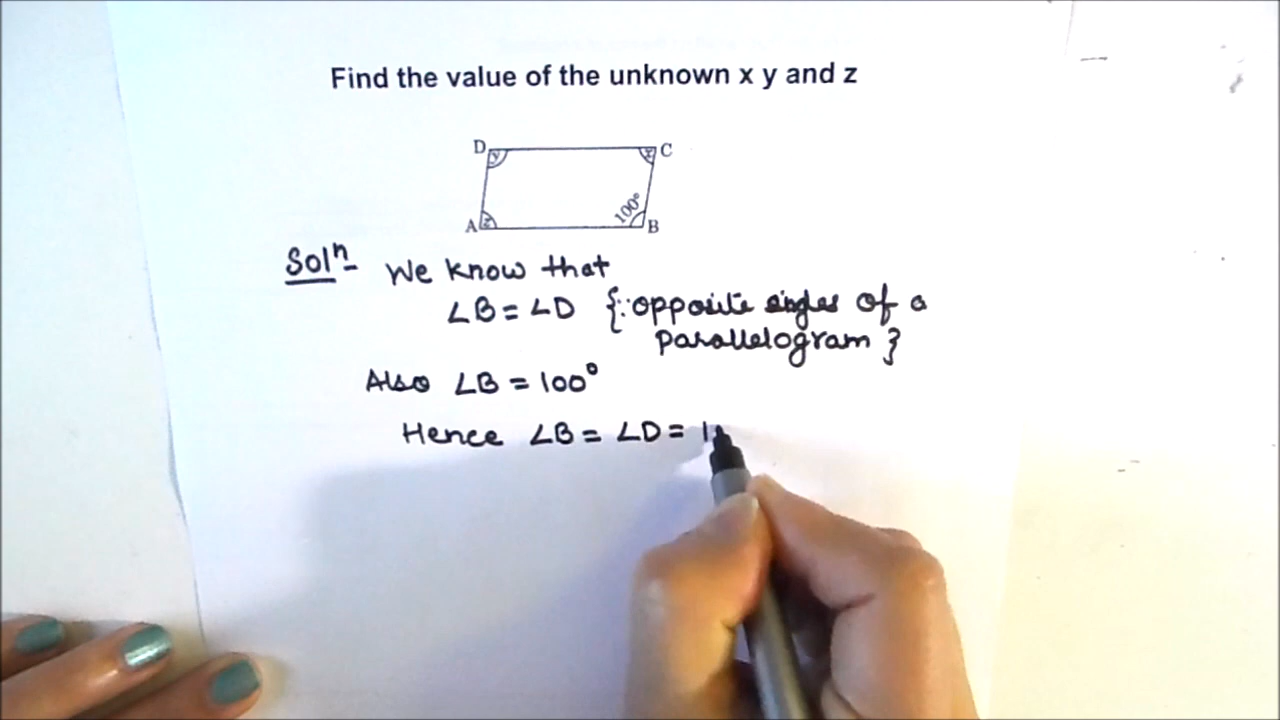 Find the value of the unknown x y and z
D y C x
A z 100° B
Solⁿ- We know that
∠B = ∠D {∵ opposite angles of a
parallelogram }
Also ∠B = 100°
Hence ∠B = ∠D = 1